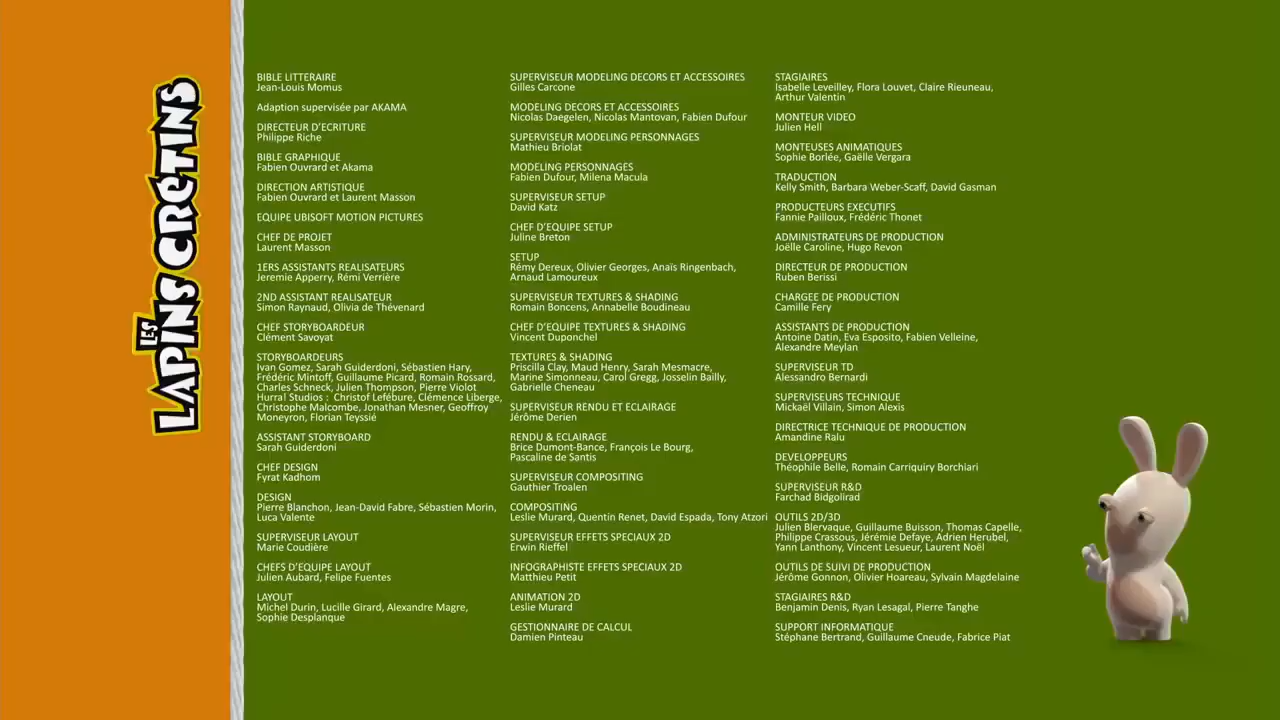 LES
LAPINS CRÉTINS
BIBLE LITTERAIRE
Jean-Louis Momus
Adaption supervisée par AKAMA
DIRECTEUR D'ECRITURE
Philippe Riche
BIBLE GRAPHIQUE
Fabien Ouvrard et Akama
DIRECTION ARTISTIQUE
Fabien Ouvrard et Laurent Masson
EQUIPE UBISOFT MOTION PICTURES
CHEF DE PROJET
Laurent Masson
1ERS ASSISTANTS REALISATEURS
Jeremie Apperry, Rémi Verrière
2ND ASSISTANT REALISATEUR
Simon Raynaud, Olivia de Thévenard
CHEF STORYBOARDEUR
Clément Savoyat
STORYBOARDEURS
Ivan Gomez, Sarah Guiderdoni, Sébastien Hary,
Frédéric Mintoff, Guillaume Picard, Romain Rossard,
Charles Schneck, Julien Thompson, Pierre Violot
Hurra! Studios : Christof Lefébure, Clémence Liberge,
Christophe Malcombe, Jonathan Mesner, Geoffroy
Moneyron, Florian Teyssié
ASSISTANT STORYBOARD
Sarah Guiderdoni
CHEF DESIGN
Fyrat Kadhom
DESIGN
Pierre Blanchon, Jean-David Fabre, Sébastien Morin,
Luca Valente
SUPERVISEUR LAYOUT
Marie Coudière
CHEFS D'EQUIPE LAYOUT
Julien Aubard, Felipe Fuentes
LAYOUT
Michel Durin, Lucille Girard, Alexandre Magre,
Sophie Desplanque
SUPERVISEUR MODELING DECORS ET ACCESSOIRES
Gilles Carcone
MODELING DECORS ET ACCESSOIRES
Nicolas Daegelen, Nicolas Mantovan, Fabien Dufour
SUPERVISEUR MODELING PERSONNAGES
Mathieu Briolat
MODELING PERSONNAGES
Fabien Dufour, Milena Macula
SUPERVISEUR SETUP
David Katz
CHEF D'EQUIPE SETUP
Juline Breton
SETUP
Rémy Dereux, Olivier Georges, Anaïs Ringenbach,
Arnaud Lamoureux
SUPERVISEUR TEXTURES & SHADING
Romain Boncens, Annabelle Boudineau
CHEF D'EQUIPE TEXTURES & SHADING
Vincent Duponchel
TEXTURES & SHADING
Priscilla Clay, Maud Henry, Sarah Mesmacre,
Marine Simonneau, Carol Gregg, Josselin Bailly,
Gabrielle Cheneau
SUPERVISEUR RENDU ET ECLAIRAGE
Jérôme Derien
RENDU & ECLAIRAGE
Brice Dumont-Bance, François Le Bourg,
Pascaline de Santis
SUPERVISEUR COMPOSITING
Gauthier Troalen
COMPOSITING
Leslie Murard, Quentin Renet, David Espada, Tony Atzori
SUPERVISEUR EFFETS SPECIAUX 2D
Erwin Rieffel
INFOGRAPHISTE EFFETS SPECIAUX 2D
Matthieu Petit
ANIMATION 2D
Leslie Murard
GESTIONNAIRE DE CALCUL
Damien Pinteau
STAGIAIRES
Isabelle Leveilley, Flora Louvet, Claire Rieuneau,
Arthur Valentin
MONTEUR VIDEO
Julien Hell
MONTEUSES ANIMATIQUES
Sophie Borlée, Gaëlle Vergara
TRADUCTION
Kelly Smith, Barbara Weber-Scaff, David Gasman
PRODUCTEURS EXECUTIFS
Fannie Pailloux, Frédéric Thonet
ADMINISTRATEURS DE PRODUCTION
Joëlle Caroline, Hugo Revon
DIRECTEUR DE PRODUCTION
Ruben Berissi
CHARGEE DE PRODUCTION
Camille Fery
ASSISTANTS DE PRODUCTION
Antoine Datin, Eva Esposito, Fabien Velleine,
Alexandre Meylan
SUPERVISEUR TD
Alessandro Bernardi
SUPERVISEURS TECHNIQUE
Mickaël Villain, Simon Alexis
DIRECTRICE TECHNIQUE DE PRODUCTION
Amandine Ralu
DEVELOPPEURS
Théophile Belle, Romain Carriquiry Borchiari
SUPERVISEUR R&D
Farchad Bidgolirad
OUTILS 2D/3D
Julien Blervaque, Guillaume Buisson, Thomas Capelle,
Philippe Crassous, Jérémie Defaye, Adrien Herubel,
Yann Lanthony, Vincent Lesueur, Laurent Noël
OUTILS DE SUIVI DE PRODUCTION
Jérôme Gonnon, Olivier Hoareau, Sylvain Magdelaine
STAGIAIRES R&D
Benjamin Denis, Ryan Lesagal, Pierre Tanghe
SUPPORT INFORMATIQUE
Stéphane Bertrand, Guillaume Cneude, Fabrice Piat